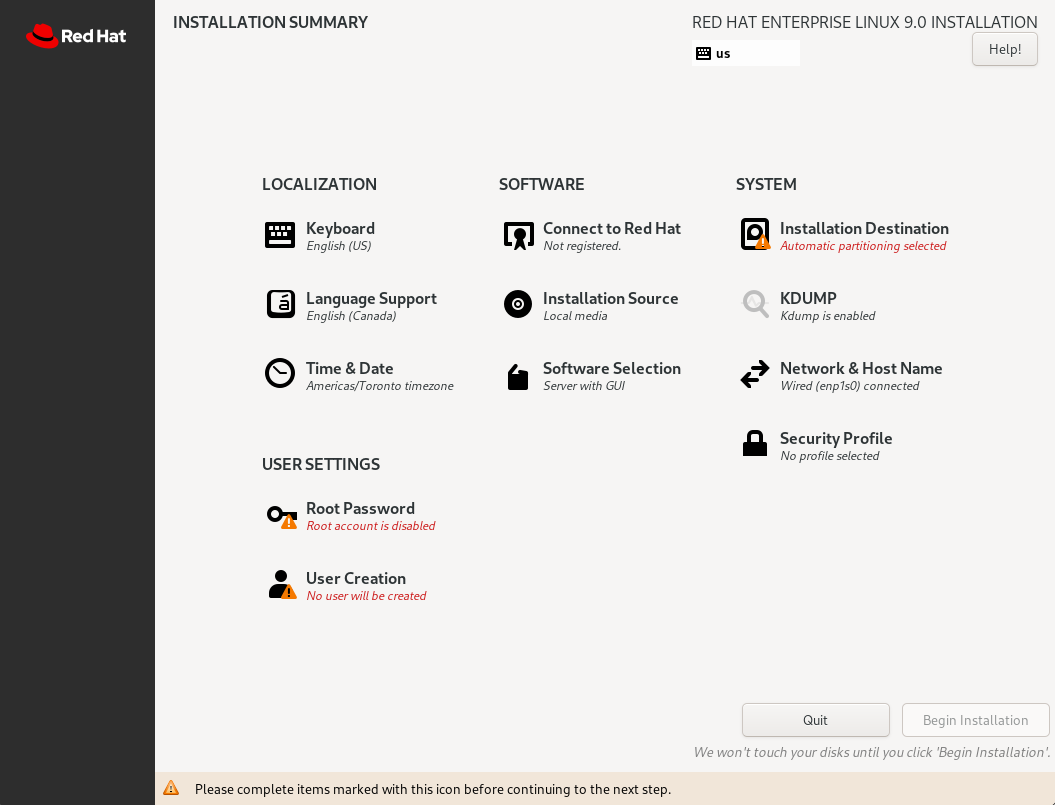 Red Hat
INSTALLATION SUMMARY
RED HAT ENTERPRISE LINUX 9.0 INSTALLATION
us
Help!
LOCALIZATION
Keyboard
English (US)
Language Support
English (Canada)
Time & Date
Americas/Toronto timezone
SOFTWARE
Connect to Red Hat
Not registered.
Installation Source
Local media
Software Selection
Server with GUI
SYSTEM
Installation Destination
Automatic partitioning selected
KDUMP
Kdump is enabled
Network & Host Name
Wired (enp1s0) connected
Security Profile
No profile selected
USER SETTINGS
Root Password
Root account is disabled
User Creation
No user will be created
Quit
Begin Installation
We won't touch your disks until you click 'Begin Installation'.
Please complete items marked with this icon before continuing to the next step.